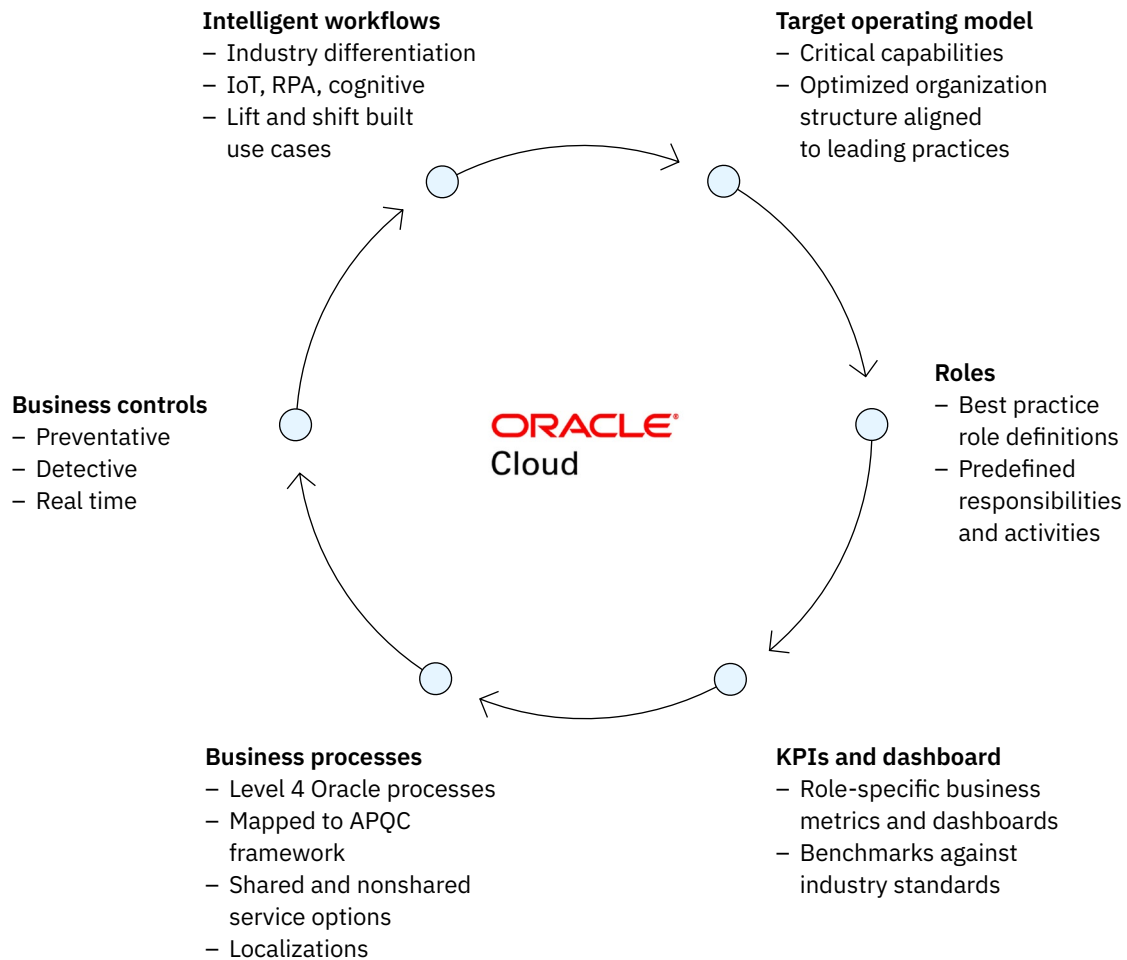 Intelligent workflows
– Industry differentiation
– IoT, RPA, cognitive
– Lift and shift built
use cases
Target operating model
– Critical capabilities
– Optimized organization
structure aligned
to leading practices
Roles
– Best practice
role definitions
– Predefined
responsibilities
and activities
Business controls
– Preventative
– Detective
– Real time
ORACLE®
Cloud
Business processes
– Level 4 Oracle processes
– Mapped to APQC
framework
– Shared and nonshared
service options
– Localizations
KPIs and dashboard
– Role-specific business
metrics and dashboards
– Benchmarks against
industry standards